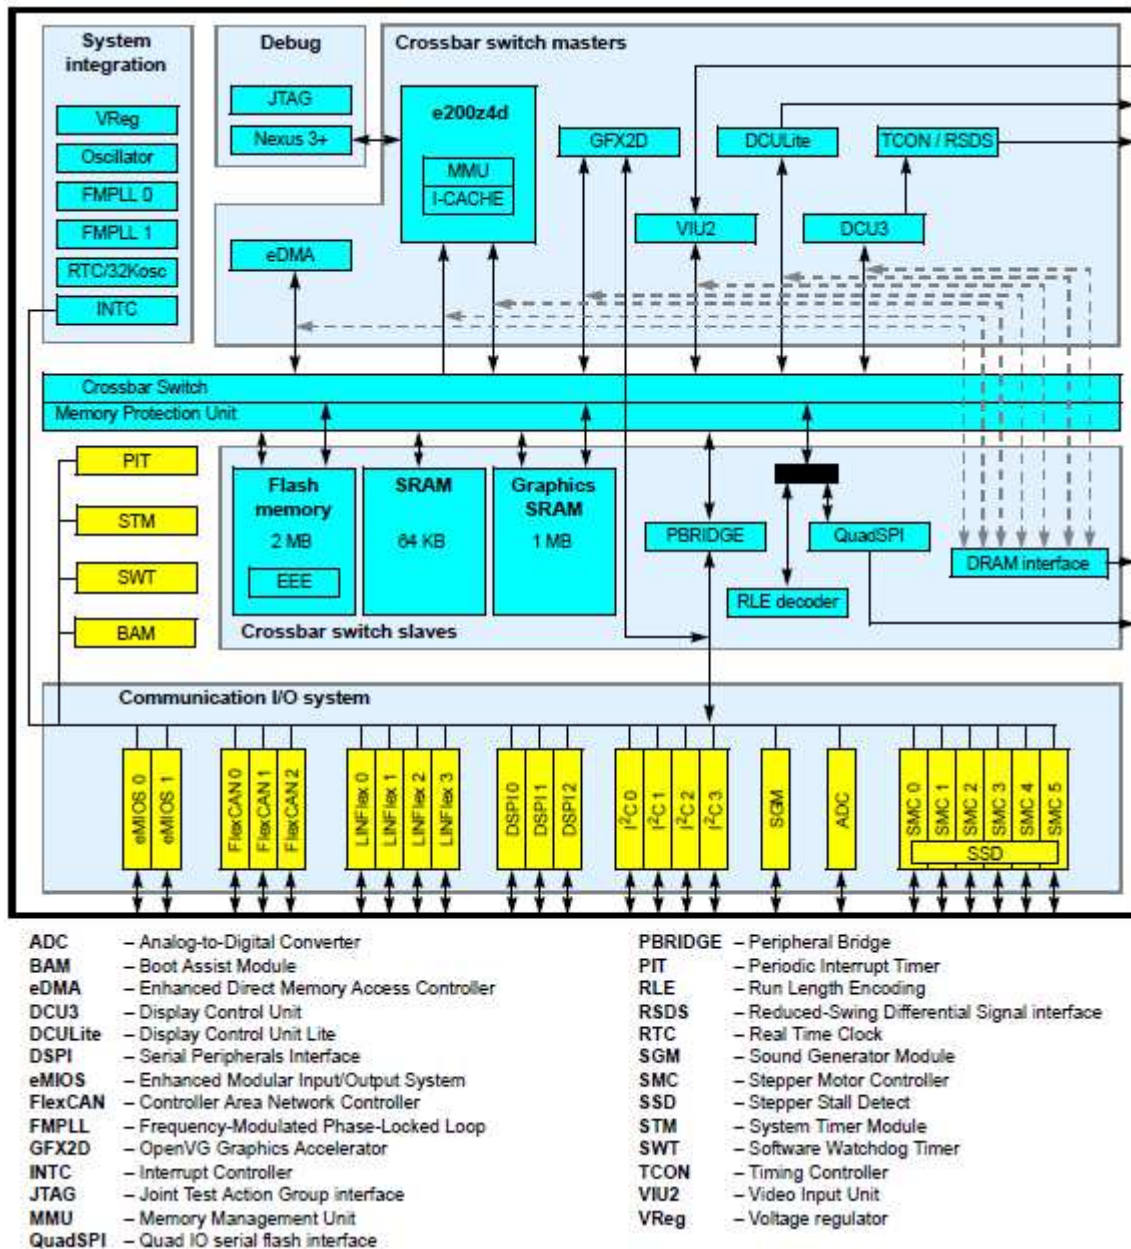 System
integration
VReg
Oscillator
FMPLL 0
FMPLL 1
RTC/32Kosc
INTC
Debug
JTAG
Nexus 3+
Crossbar switch masters
e200z4d
MMU
I-CACHE
GFX2D
DCULite
TCON / RSDS
VIU2
DCU3
eDMA
Crossbar Switch
Memory Protection Unit
PIT
STM
SWT
BAM
Flash
memory
2 MB
EEE
SRAM
64 KB
Graphics
SRAM
1 MB
PBRIDGE
QuadSPI
RLE decoder
DRAM interface
Crossbar switch slaves
Communication I/O system
eMIOS 0
eMIOS 1
FlexCAN 0
FlexCAN 1
FlexCAN 2
LINFlex 0
LINFlex 1
LINFlex 2
LINFlex 3
DSPI 0
DSPI 1
DSPI 2
I²C 0
I²C 1
I²C 2
I²C 3
SGM
ADC
SMC 0
SMC 1
SMC 2
SMC 3
SMC 4
SMC 5
SSD
ADC – Analog-to-Digital Converter
BAM – Boot Assist Module
eDMA – Enhanced Direct Memory Access Controller
DCU3 – Display Control Unit
DCULite – Display Control Unit Lite
DSPI – Serial Peripherals Interface
eMIOS – Enhanced Modular Input/Output System
FlexCAN – Controller Area Network Controller
FMPLL – Frequency-Modulated Phase-Locked Loop
GFX2D – OpenVG Graphics Accelerator
INTC – Interrupt Controller
JTAG – Joint Test Action Group interface
MMU – Memory Management Unit
QuadSPI – Quad IO serial flash interface
PBRIDGE – Peripheral Bridge
PIT – Periodic Interrupt Timer
RLE – Run Length Encoding
RSDS – Reduced-Swing Differential Signal interface
RTC – Real Time Clock
SGM – Sound Generator Module
SMC – Stepper Motor Controller
SSD – Stepper Stall Detect
STM – System Timer Module
SWT – Software Watchdog Timer
TCON – Timing Controller
VIU2 – Video Input Unit
VReg – Voltage regulator